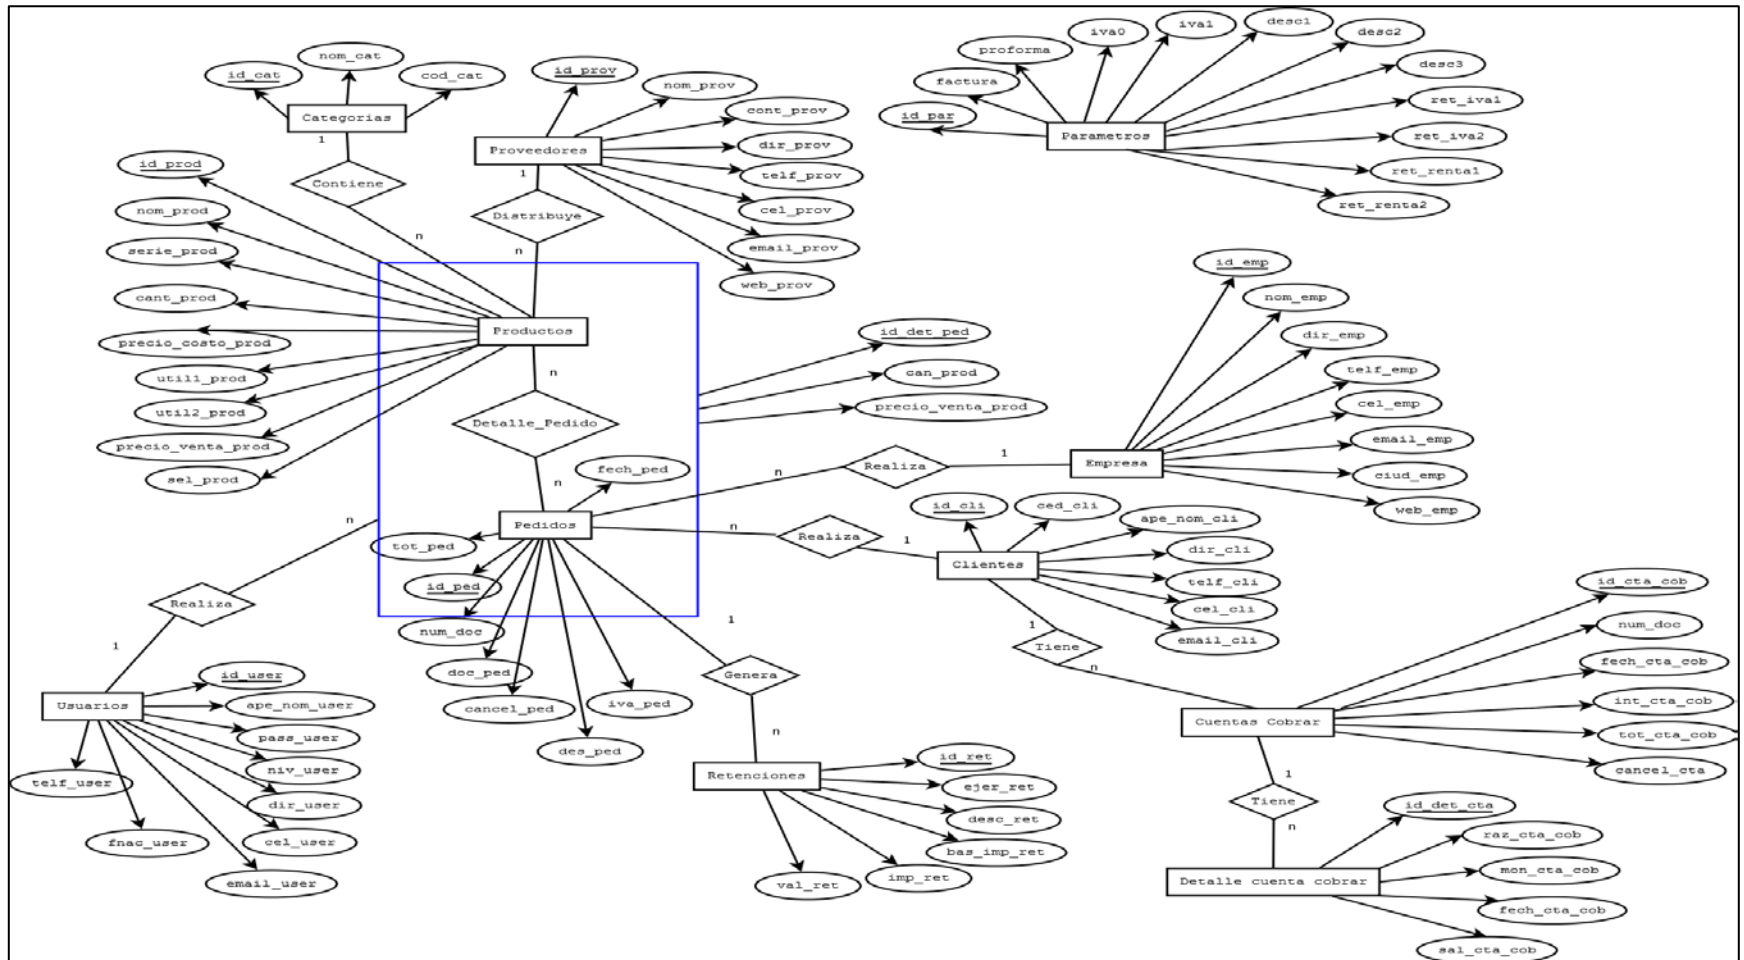 id_cat
nom_cat
cod_cat
Categorias
1
Contiene
n
id_prov
nom_prov
cont_prov
dir_prov
telf_prov
cel_prov
email_prov
web_prov
Proveedores
1
Distribuye
n
id_par
factura
proforma
iva0
iva1
desc1
desc2
desc3
ret_iva1
ret_iva2
ret_renta1
ret_renta2
Parametros
id_prod
nom_prod
serie_prod
cant_prod
precio_costo_prod
util1_prod
util2_prod
precio_venta_prod
sel_prod
Productos
n
Detalle_Pedido
n
id_det_ped
can_prod
precio_venta_prod
id_emp
nom_emp
dir_emp
telf_emp
cel_emp
email_emp
ciud_emp
web_emp
Empresa
1
Realiza
n
fech_ped
Pedidos
tot_ped
id_ped
num_doc
doc_ped
cancel_ped
des_ped
iva_ped
n
Realiza
1
id_cli
ced_cli
ape_nom_cli
dir_cli
telf_cli
cel_cli
email_cli
Clientes
1
Tiene
n
n
Realiza
1
Usuarios
id_user
ape_nom_user
pass_user
niv_user
dir_user
cel_user
email_user
fnac_user
telf_user
1
Genera
n
Retenciones
id_ret
ejer_ret
desc_ret
bas_imp_ret
imp_ret
val_ret
id_cta_cob
num_doc
fech_cta_cob
int_cta_cob
tot_cta_cob
cancel_cta
Cuentas Cobrar
1
Tiene
n
id_det_cta
raz_cta_cob
mon_cta_cob
fech_cta_cob
sal_cta_cob
Detalle cuenta cobrar